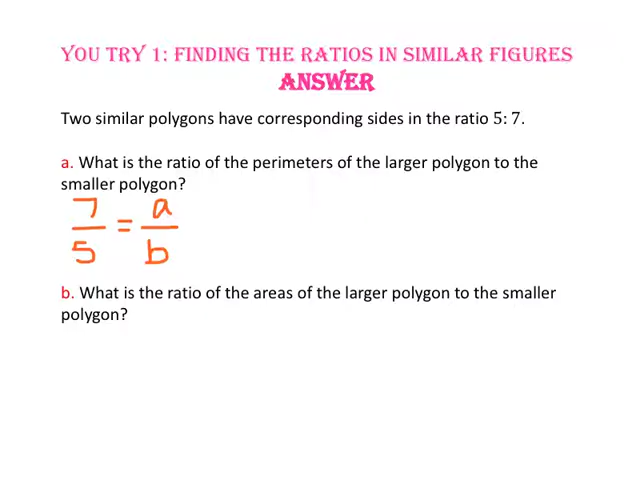 YOU TRY 1: FINDING THE RATIOS IN SIMILAR FIGURES
ANSWER
Two similar polygons have corresponding sides in the ratio 5: 7.
a. What is the ratio of the perimeters of the larger polygon to the
smaller polygon?
7/5 = a/b
b. What is the ratio of the areas of the larger polygon to the smaller
polygon?